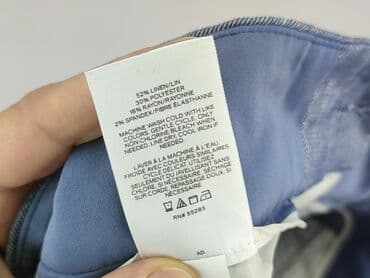 52% LINEN/LIN
30% POLYESTER
16% RAYON/RAYONNE
2% SPANDEX/FIBRE ÉLASTHANNE
MACHINE WASH COLD WITH LIKE
COLORS. GENTLE CYCLE. ONLY
NON-CHLORINE BLEACH WHEN
NEEDED. LINE DRY, COOL IRON IF
NEEDED.
LAVER À LA MACHINE À L'EAU
FROIDE AVEC COULEURS SIMILAIRES
CYCLE DÉLICAT. UTILISER
SEULEMENT DU JAVELLISANT SANS
CHLORE, SI NÉCESSAIRE. SÉCHAGE
SUR CORDE. REPASSAGE DOUX, SI
NÉCESSAIRE.
RN# 55285
AD